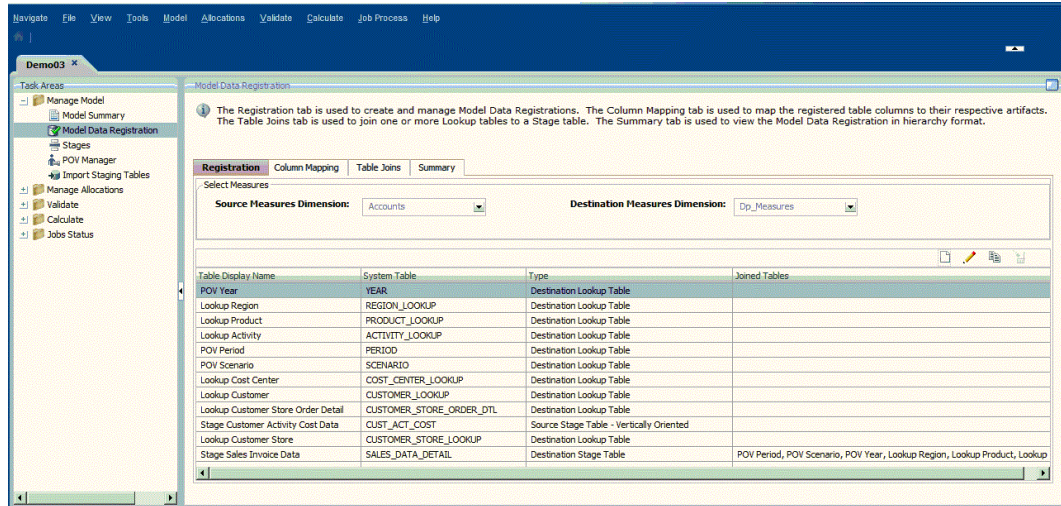 Navigate File View Tools Model Allocations Validate Calculate Job Process Help
Demo03 ×
Task Areas
Manage Model
Model Summary
Model Data Registration
Stages
POV Manager
Import Staging Tables
Manage Allocations
Validate
Calculate
Jobs Status
Model Data Registration
The Registration tab is used to create and manage Model Data Registrations. The Column Mapping tab is used to map the registered table columns to their respective artifacts.
The Table Joins tab is used to join one or more Lookup tables to a Stage table. The Summary tab is used to view the Model Data Registration in hierarchy format.
Registration Column Mapping Table Joins Summary
Select Measures
Source Measures Dimension: Accounts Destination Measures Dimension: Dp_Measures
Table Display Name System Table Type Joined Tables
POV Year YEAR Destination Lookup Table
Lookup Region REGION_LOOKUP Destination Lookup Table
Lookup Product PRODUCT_LOOKUP Destination Lookup Table
Lookup Activity ACTIVITY_LOOKUP Destination Lookup Table
POV Period PERIOD Destination Lookup Table
POV Scenario SCENARIO Destination Lookup Table
Lookup Cost Center COST_CENTER_LOOKUP Destination Lookup Table
Lookup Customer CUSTOMER_LOOKUP Destination Lookup Table
Lookup Customer Store Order Detail CUSTOMER_STORE_ORDER_DTL Destination Lookup Table
Stage Customer Activity Cost Data CUST_ACT_COST Source Stage Table - Vertically Oriented
Lookup Customer Store CUSTOMER_STORE_LOOKUP Destination Lookup Table
Stage Sales Invoice Data SALES_DATA_DETAIL Destination Stage Table POV Period, POV Scenario, POV Year, Lookup Region, Lookup Product, Lookup